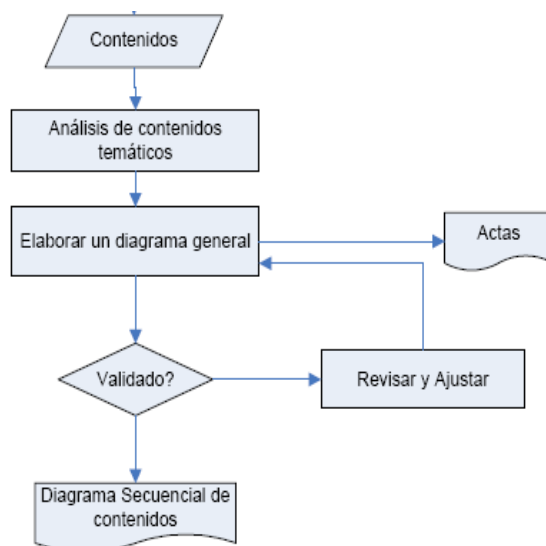 Contenidos
Análisis de contenidos
temáticos
Elaborar un diagrama general
Actas
Validado?
Revisar y Ajustar
Diagrama Secuencial de
contenidos